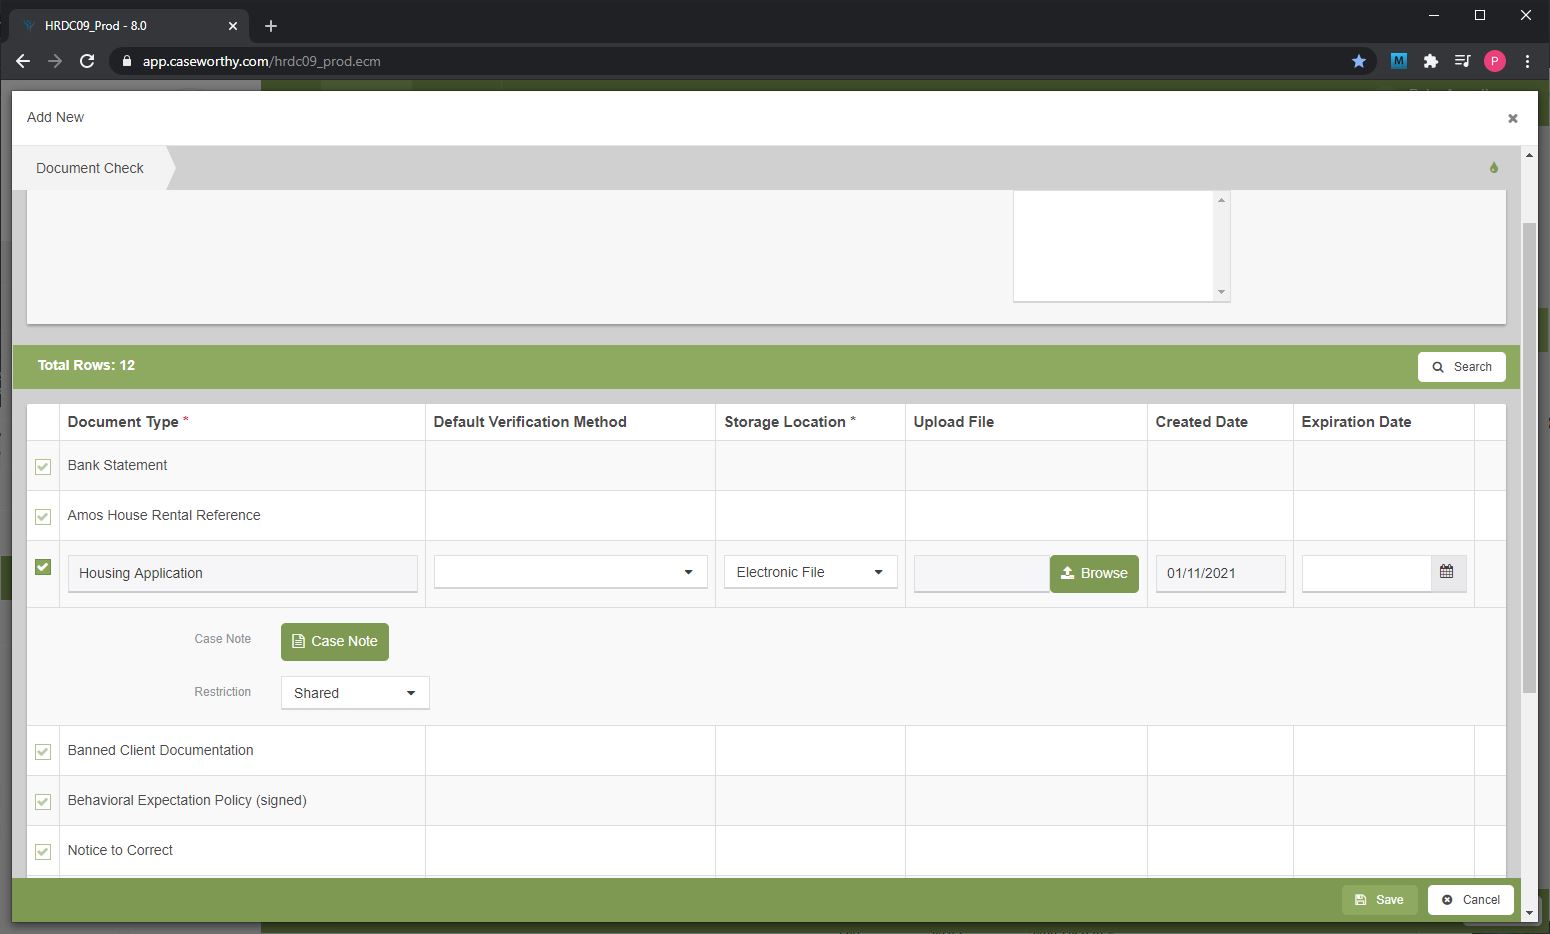 HRDC09_Prod - 8.0
app.caseworthy.com/hrdc09_prod.ecm
M
P
Add New
Document Check
Total Rows: 12
Search
Document Type * Default Verification Method Storage Location * Upload File Created Date Expiration Date
Bank Statement
Amos House Rental Reference
Housing Application Electronic File Browse 01/11/2021
Case Note Case Note
Restriction Shared
Banned Client Documentation
Behavioral Expectation Policy (signed)
Notice to Correct
Save Cancel